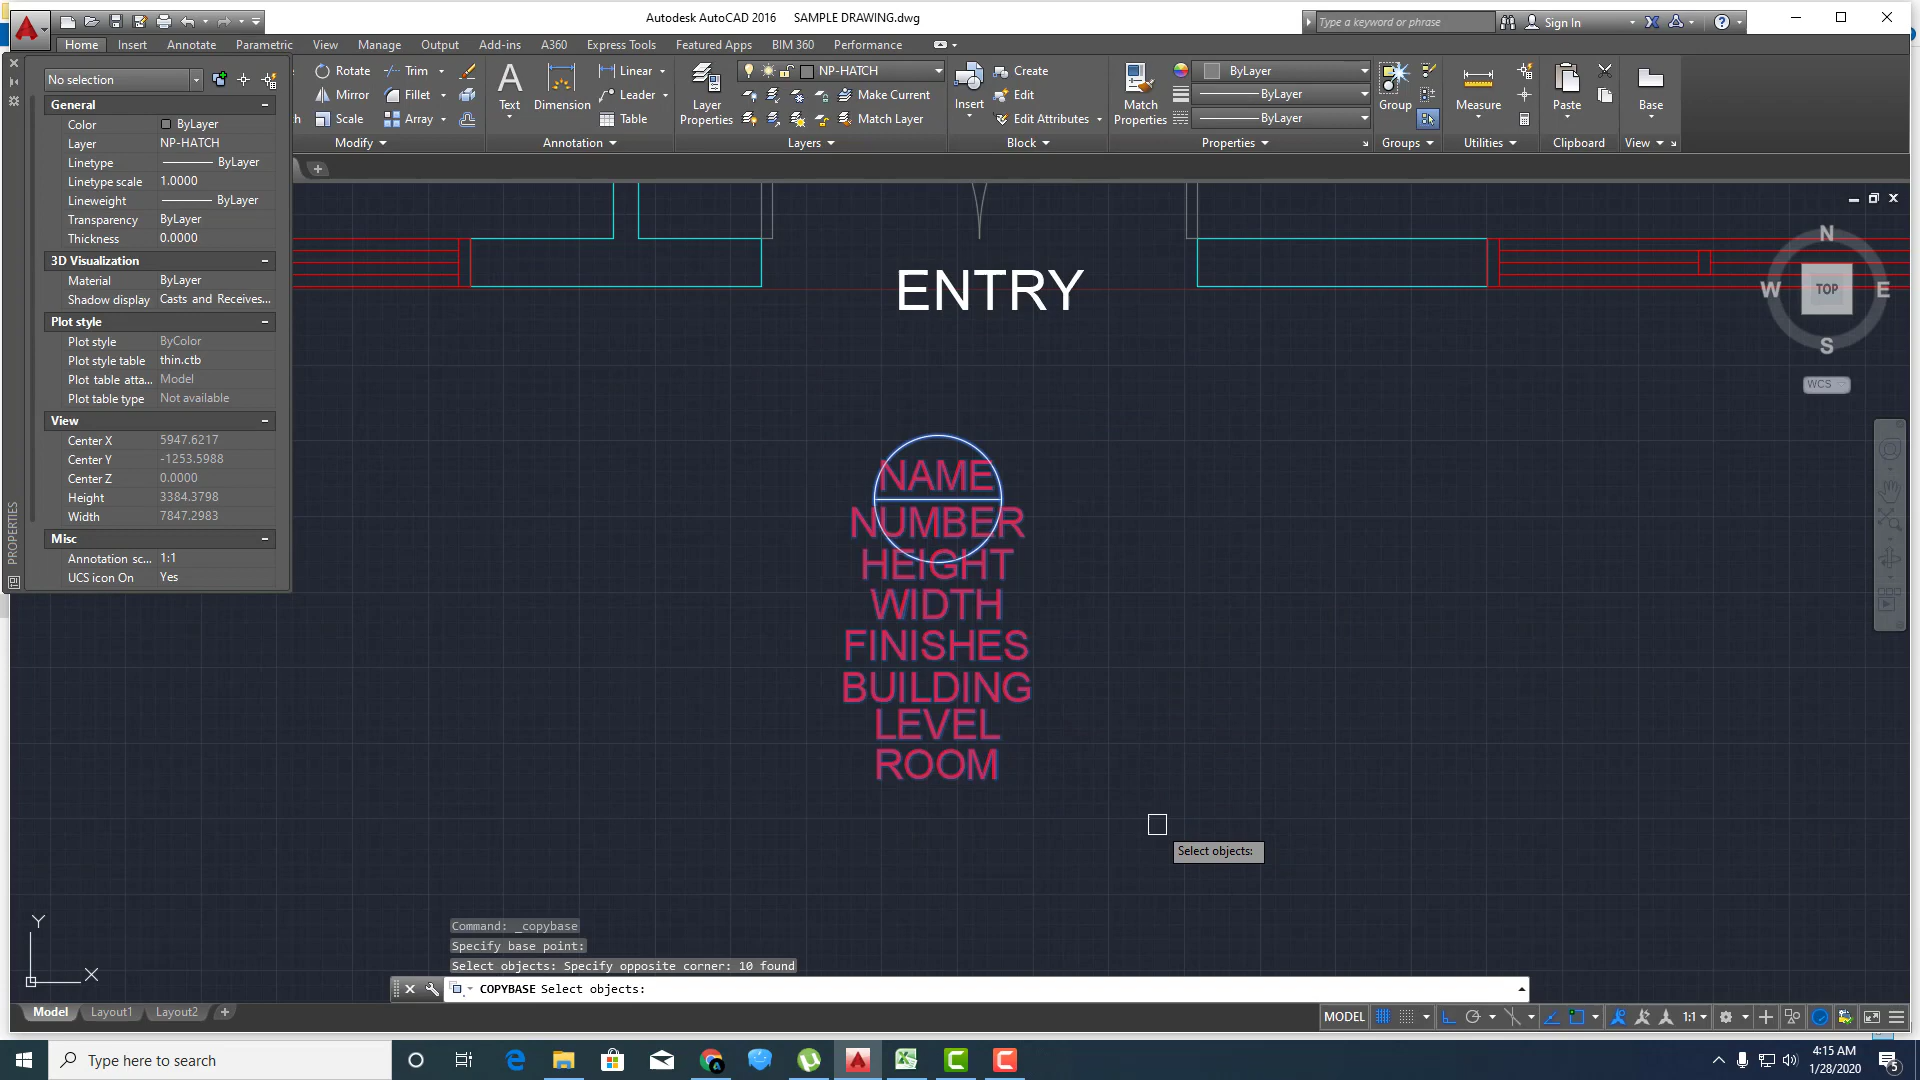 Autodesk AutoCAD 2016 SAMPLE DRAWING.dwg
Type a keyword or phrase
Sign In
Home Insert Annotate Parametric View Manage Output Add-ins A360 Express Tools Featured Apps BIM 360 Performance
No selection
General
Color ByLayer
Layer NP-HATCH
Linetype ByLayer
Linetype scale 1.0000
Lineweight ByLayer
Transparency ByLayer
Thickness 0.0000
3D Visualization
Material ByLayer
Shadow display Casts and Receives...
Plot style
Plot style ByColor
Plot style table thin.ctb
Plot table atta... Model
Plot table type Not available
View
Center X 5947.6217
Center Y -1253.5988
Center Z 0.0000
Height 3384.3798
Width 7847.2983
Misc
Annotation sc... 1:1
UCS icon On Yes
PROPERTIES
Rotate Trim
Mirror Fillet
Scale Array
Modify
Text
Dimension
Linear
Leader
Table
Annotation
Layer Properties
NP-HATCH
Make Current
Match Layer
Layers
Insert
Create
Edit
Edit Attributes
Block
Match Properties
ByLayer
ByLayer
ByLayer
Properties
Group
Groups
Measure
Utilities
Paste
Clipboard
Base
View
ENTRY
NAME
NUMBER
HEIGHT
WIDTH
FINISHES
BUILDING
LEVEL
ROOM
N
W TOP E
S
WCS
Select objects:
Y
X
Command: _copybase
Specify base point:
Select objects: Specify opposite corner: 10 found
COPYBASE Select objects:
Model Layout1 Layout2
MODEL 1:1
Type here to search
4:15 AM
1/28/2020
5